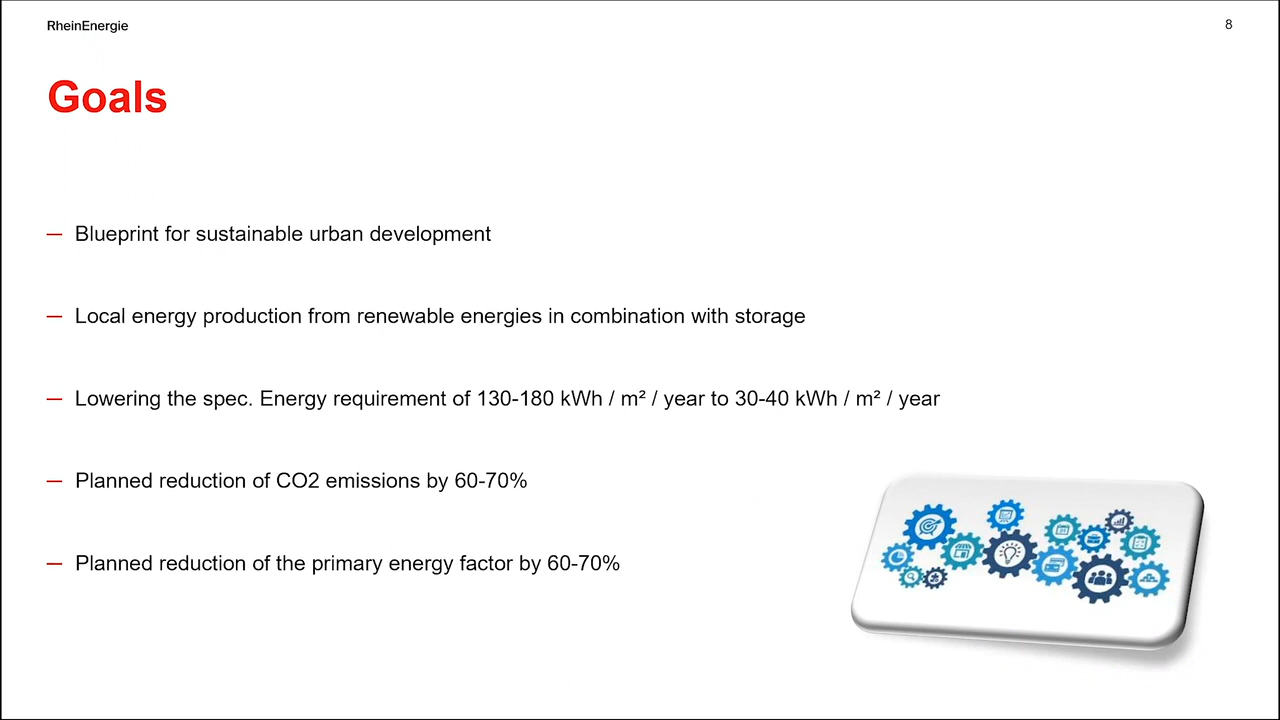 RheinEnergie
8
Goals
— Blueprint for sustainable urban development
— Local energy production from renewable energies in combination with storage
— Lowering the spec. Energy requirement of 130-180 kWh / m² / year to 30-40 kWh / m² / year
— Planned reduction of CO2 emissions by 60-70%
— Planned reduction of the primary energy factor by 60-70%